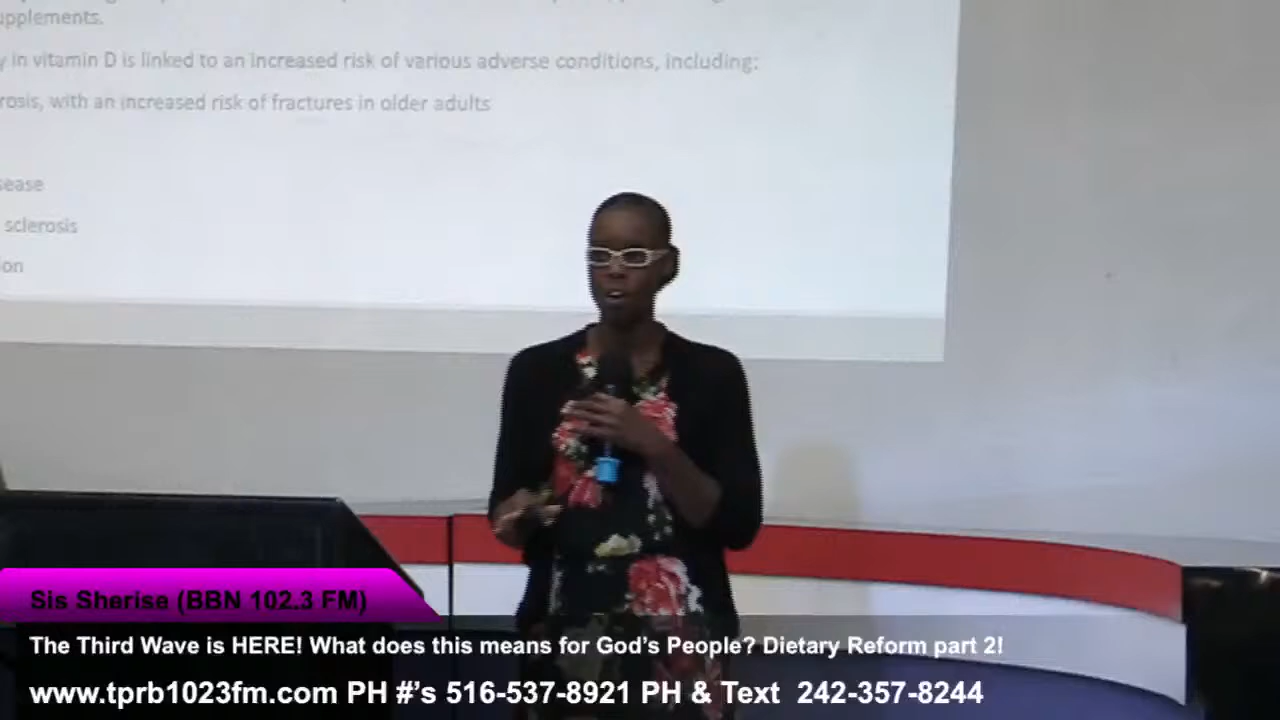 upplements.
y in vitamin D is linked to an increased risk of various adverse conditions, including:
rosis, with an increased risk of fractures in older adults
sease
sclerosis
ion
Sis Sherise (BBN 102.3 FM)
The Third Wave is HERE! What does this means for God's People? Dietary Reform part 2!
www.tprb1023fm.com PH #'s 516-537-8921 PH & Text 242-357-8244